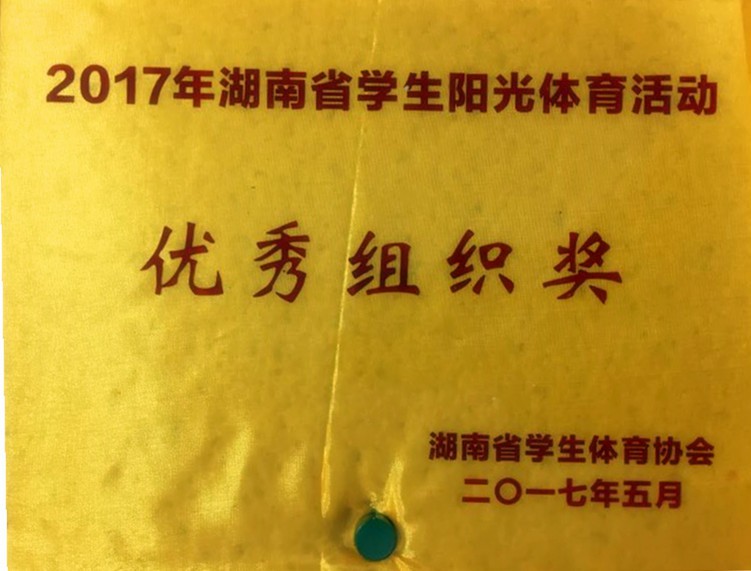 2017年湖南省学生阳光体育活动
优秀组织奖
湖南省学生体育协会
二〇一七年五月